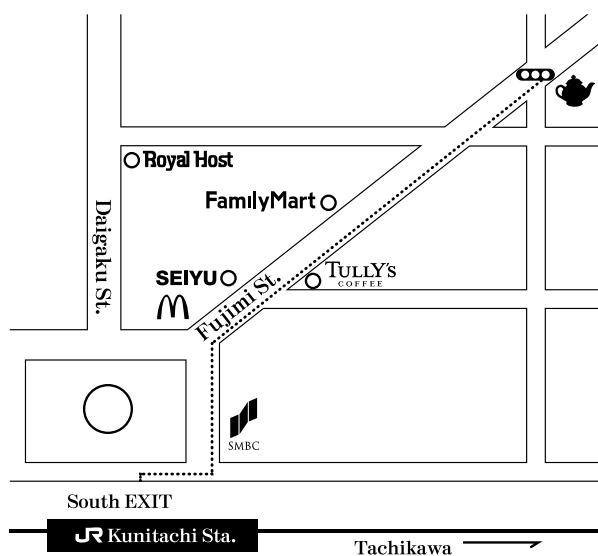 Royal Host
FamilyMart
Daigaku St.
TULLY'S
COFFEE
SEIYU
Fujimi St.
SMBC
South EXIT
JR Kunitachi Sta.
Tachikawa